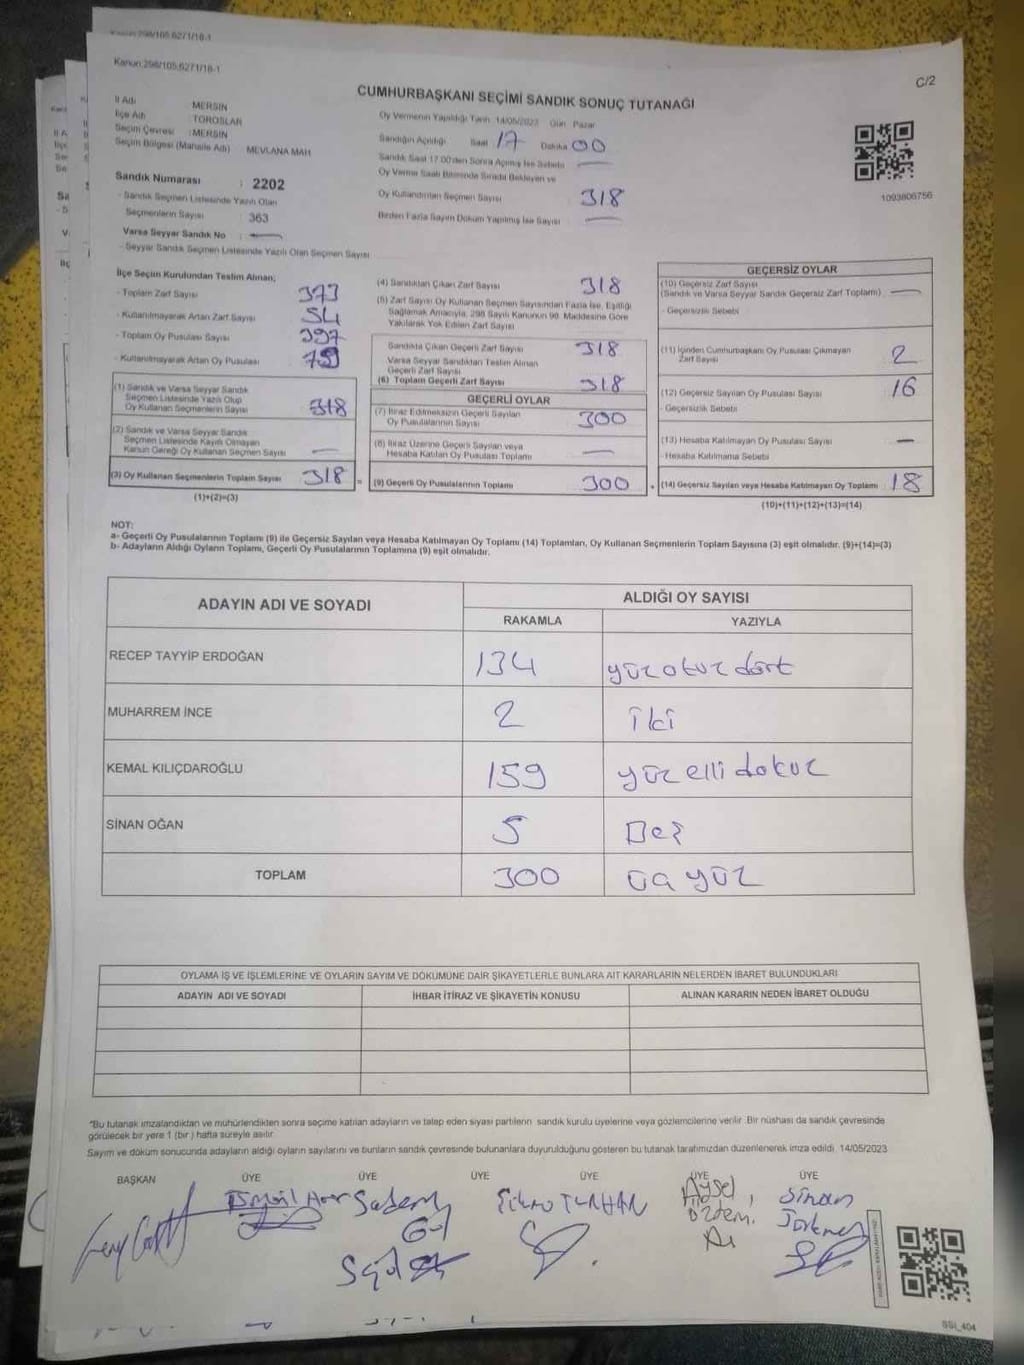 Kanun:298/105,6271/18-1
Kanun:298/105,6271/18-1
C/2
CUMHURBAŞKANI SEÇİMİ SANDIK SONUÇ TUTANAĞI
İl Adı : MERSİN
İlçe Adı : TOROSLAR
Seçim Çevresi : MERSİN
Seçim Bölgesi (Mahalle Adı) MEVLANA MAH
Oy Vermenin Yapıldığı Tarih 14/05/2023 Gün Pazar
Sandığın Açıldığı Saat 17 Dakika 00
Sandık Saat 17.00'den Sonra Açılmış İse Sebebi
Oy Verme Saati Bitiminde Sırada Bekleyen ve
Oy Kullandırılan Seçmen Sayısı 318
Birden Fazla Sayım Döküm Yapılmış İse Sayısı
1093806756
Sandık Numarası : 2202
- Sandık Seçmen Listesinde Yazılı Olan
Seçmenlerin Sayısı : 363
Varsa Seyyar Sandık No :
- Seyyar Sandık Seçmen Listesinde Yazılı Olan Seçmen Sayısı
İlçe Seçim Kurulundan Teslim Alınan;
- Toplam Zarf Sayısı 373
- Kullanılmayarak Artan Zarf Sayısı 54
- Toplam Oy Pusulası Sayısı 397
- Kullanılmayarak Artan Oy Pusulası
(1) Sandık ve Varsa Seyyar Sandık
Seçmen Listesinde Yazılı Olup
Oy Kullanan Seçmenlerin Sayısı 318
(2) Sandık ve Varsa Seyyar Sandık
Seçmen Listesinde Kayıtlı Olmayan
Kanun Gereği Oy Kullanan Seçmen Sayısı
(3) Oy Kullanan Seçmenlerin Toplam Sayısı 318
(1)+(2)=(3)
(4) Sandıktan Çıkan Zarf Sayısı 318
(5) Zarf Sayısı Oy Kullanan Seçmen Sayısından Fazla İse, Eşitliği
Sağlamak Amacıyla, 298 Sayılı Kanunun 98. Maddesine Göre
Yakılarak Yok Edilen Zarf Sayısı
Sandıkta Çıkan Geçerli Zarf Sayısı 318
Varsa Seyyar Sandıktan Teslim Alınan
Geçerli Zarf Sayısı
(6) Toplam Geçerli Zarf Sayısı 318
GEÇERLİ OYLAR
(7) İtiraz Edilmeksizin Geçerli Sayılan
Oy Pusulalarının Sayısı 300
(8) İtiraz Üzerine Geçerli Sayılan veya
Hesaba Katılan Oy Pusulası Toplamı
(9) Geçerli Oy Pusulalarının Toplamı 300
GEÇERSİZ OYLAR
(10) Geçersiz Zarf Sayısı
(Sandık ve Varsa Seyyar Sandık Geçersiz Zarf Toplamı)
- Geçersizlik Sebebi
(11) İçinden Cumhurbaşkanı Oy Pusulası Çıkmayan
Zarf Sayısı 2
(12) Geçersiz Sayılan Oy Pusulası Sayısı 16
- Geçersizlik Sebebi
(13) Hesaba Katılmayan Oy Pusulası Sayısı
- Hesaba Katılmama Sebebi
(14) Geçersiz Sayılan veya Hesaba Katılmayan Oy Toplamı 18
(10)+(11)+(12)+(13)=(14)
NOT:
a- Geçerli Oy Pusulalarının Toplamı (9) ile Geçersiz Sayılan veya Hesaba Katılmayan Oy Toplamı (14) Toplamları, Oy Kullanan Seçmenlerin Toplam Sayısına (3) eşit olmalıdır. (9)+(14)=(3)
b- Adayların Aldığı Oyların Toplamı, Geçerli Oy Pusulalarının Toplamına (9) eşit olmalıdır.
ADAYIN ADI VE SOYADI
ALDIĞI OY SAYISI
RAKAMLA YAZIYLA
RECEP TAYYİP ERDOĞAN 134 yüz otuz dört
MUHARREM İNCE 2 iki
KEMAL KILIÇDAROĞLU 159 yüz elli dokuz
SİNAN OĞAN 5 Beş
TOPLAM 300 üç yüz
OYLAMA İŞ VE İŞLEMLERİNE VE OYLARIN SAYIM VE DÖKÜMÜNE DAİR ŞİKAYETLERLE BUNLARA AİT KARARLARIN NELERDEN İBARET BULUNDUKLARI
ADAYIN ADI VE SOYADI İHBAR İTİRAZ VE ŞİKAYETİN KONUSU ALINAN KARARIN NEDEN İBARET OLDUĞU
*Bu tutanak imzalandıktan ve mühürlendikten sonra seçime katılan adayların ve talep eden siyasi partilerin sandık kurulu üyelerine veya gözlemcilerine verilir. Bir nüshası da sandık çevresinde
görülecek bir yere 1 (bir ) hafta süreyle asılır.
Sayım ve döküm sonucunda adayların aldığı oyların sayılarını ve bunların sandık çevresinde bulunanlara duyurulduğunu gösteren bu tutanak tarafımızdan düzenlenerek imza edildi. 14/05/2023
BAŞKAN ÜYE ÜYE ÜYE ÜYE ÜYE
Aysel
Özdemir
Sinan
Türkmen
SSİ_404